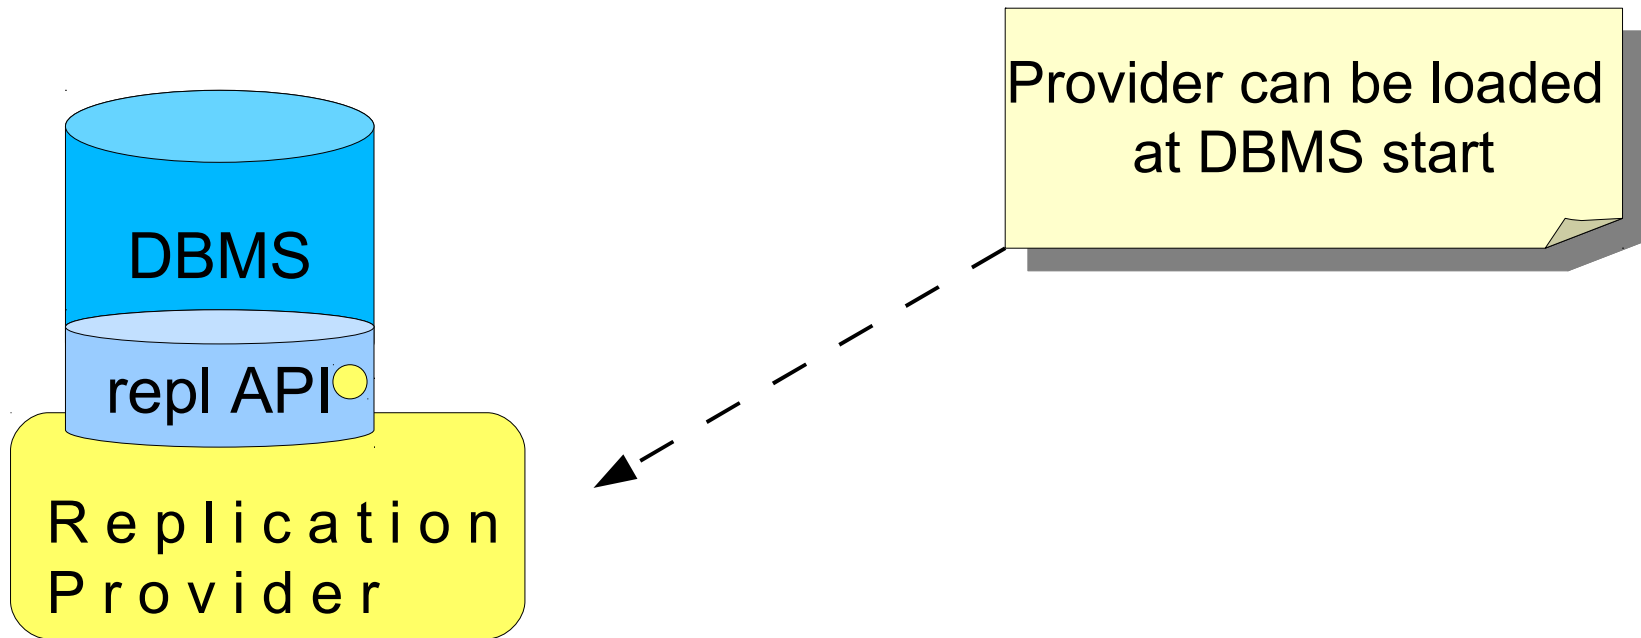 Provider can be loaded
at DBMS start
DBMS
repl API
Replication
Provider